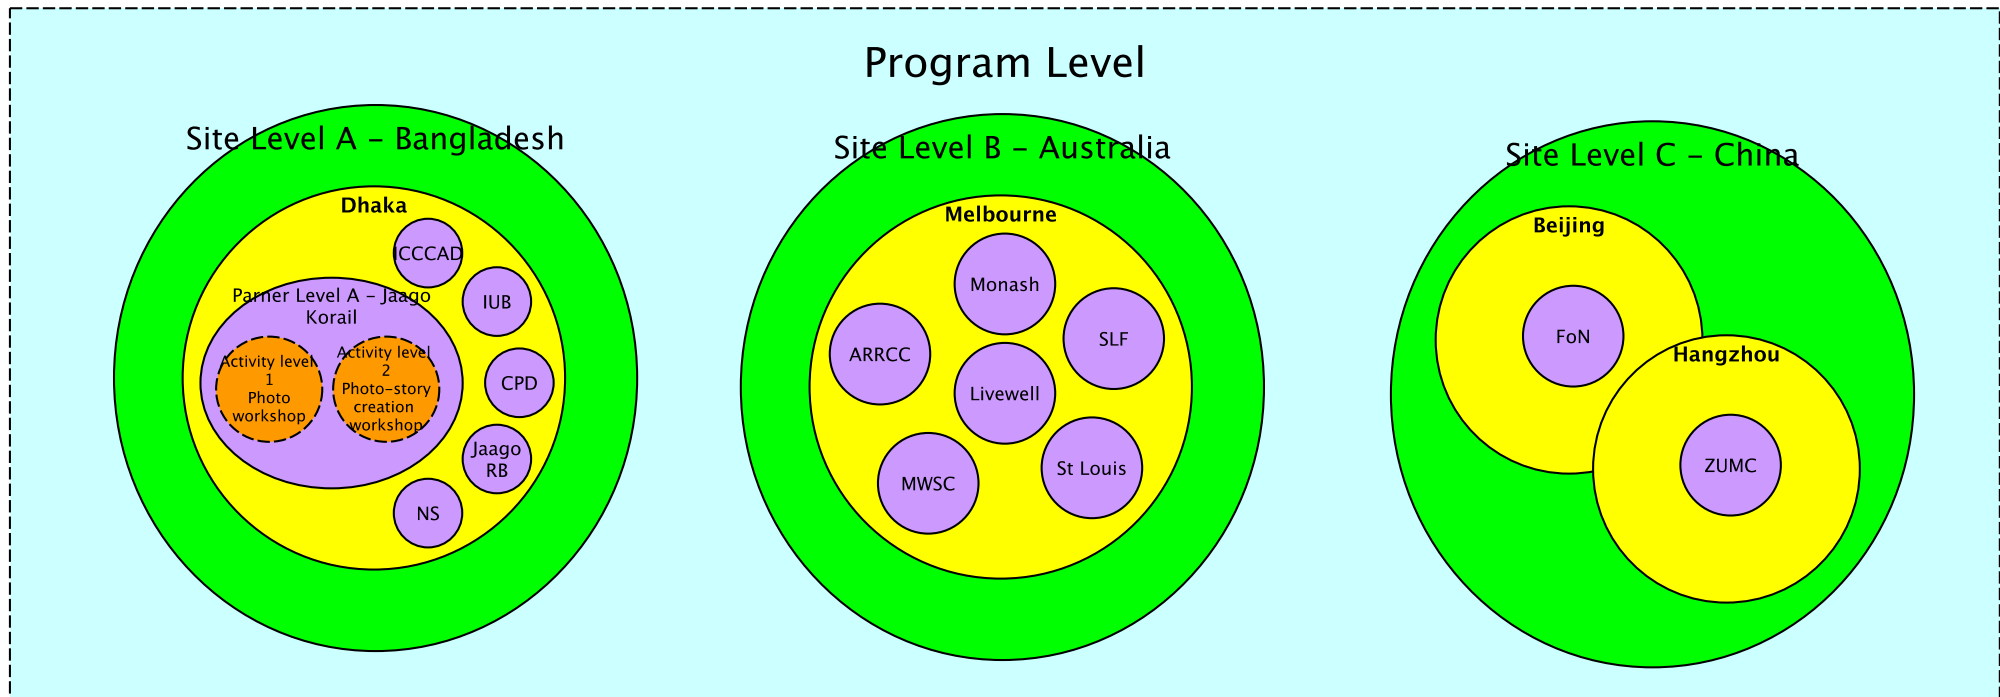 Program Level
Site Level A – Bangladesh
Dhaka
ICCCAD
IUB
Parner Level A – Jaago
Korail
Activity level
1
Photo
workshop
Activity level
2
Photo-story
creation
workshop
CPD
Jaago
RB
NS
Site Level B – Australia
Melbourne
Monash
SLF
ARRCC
Livewell
St Louis
MWSC
Site Level C – China
Beijing
FoN
Hangzhou
ZUMC